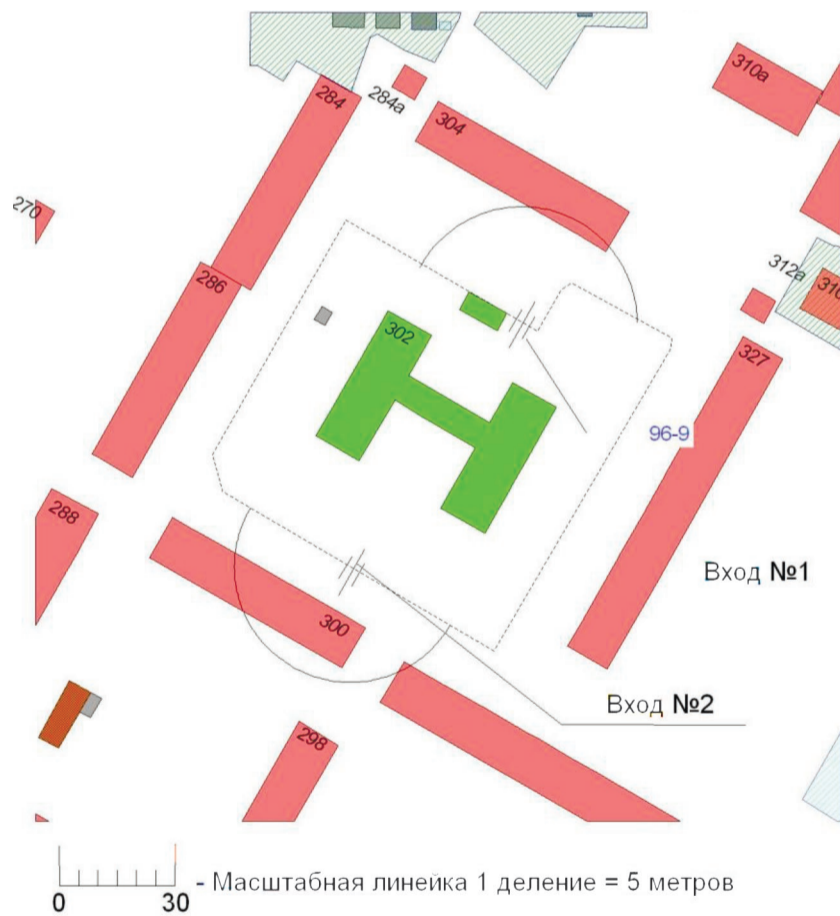 310а
284
284а
304
270
312а
286
302
327
96-9
288
Вход №1
300
Вход №2
298
- Масштабная линейка 1 деление = 5 метров
0 30